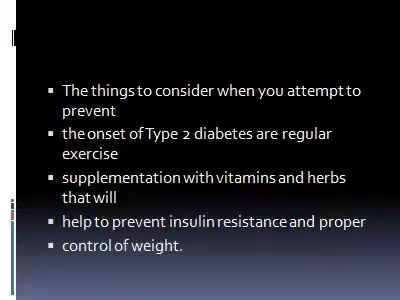 ▪ The things to consider when you attempt to
prevent
▪ the onset of Type 2 diabetes are regular
exercise
▪ supplementation with vitamins and herbs
that will
▪ help to prevent insulin resistance and proper
▪ control of weight.